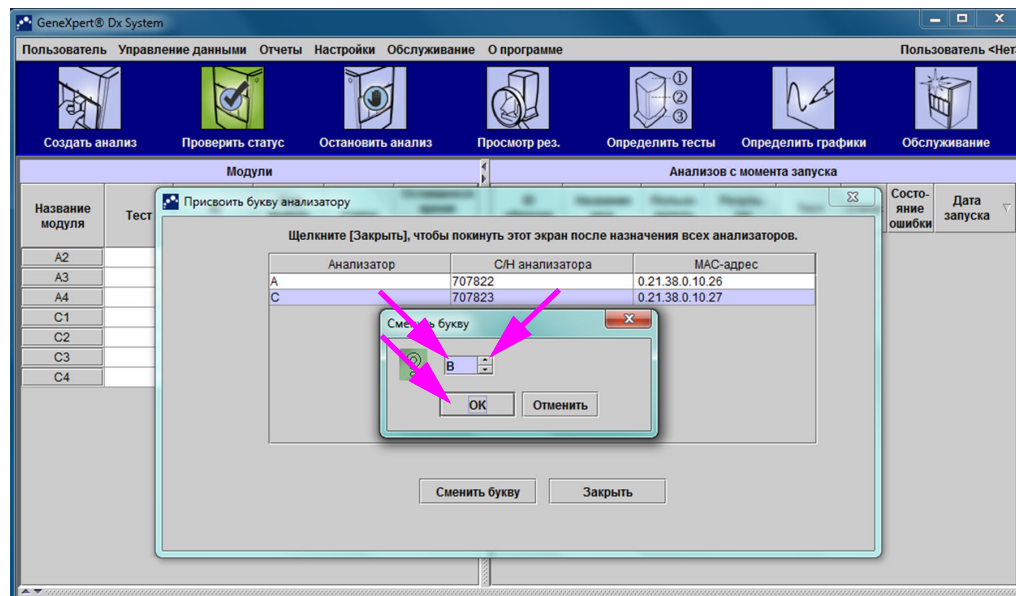 GeneXpert® Dx System
Пользователь Управление данными Отчеты Настройки Обслуживание О программе Пользователь <Нет
Создать анализ Проверить статус Остановить анализ Просмотр рез. Определить тесты Определить графики Обслуживание
Модули Анализов с момента запуска
Название модуля Тест Состо-яние ошибки Дата запуска
Присвоить букву анализатору
Щелкните [Закрыть], чтобы покинуть этот экран после назначения всех анализаторов.
Анализатор С/Н анализатора MAC-адрес
A 707822 0.21.38.0.10.26
C 707823 0.21.38.0.10.27
A2
A3
A4
C1
C2
C3
C4
Сменить букву
B
OK Отменить
Сменить букву Закрыть